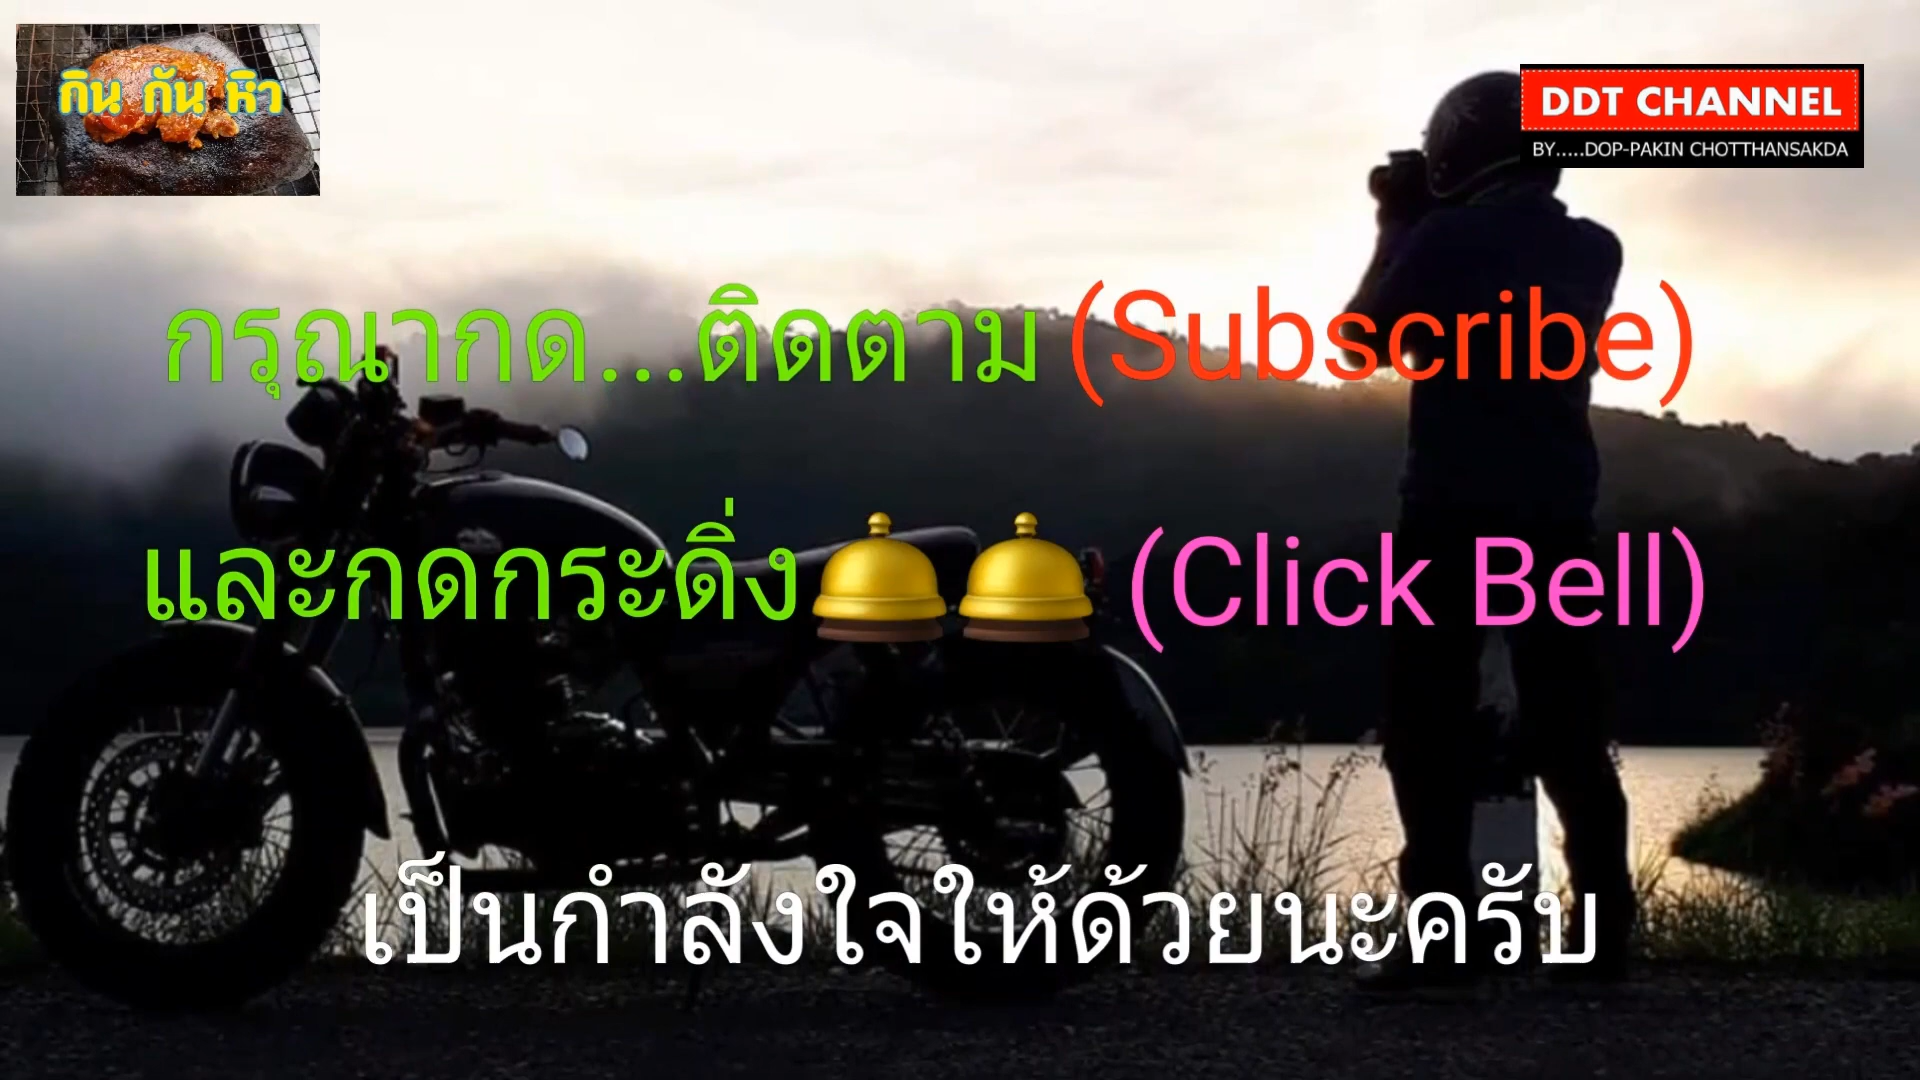 กิน กัน หิว
DDT CHANNEL
BY.....DOP-PAKIN CHOTTHANSAKDA
กรุณากด...ติดตาม (Subscribe)
และกดกระดิ่ง🛎🛎 (Click Bell)
เป็นกำลังใจให้ด้วยนะครับ